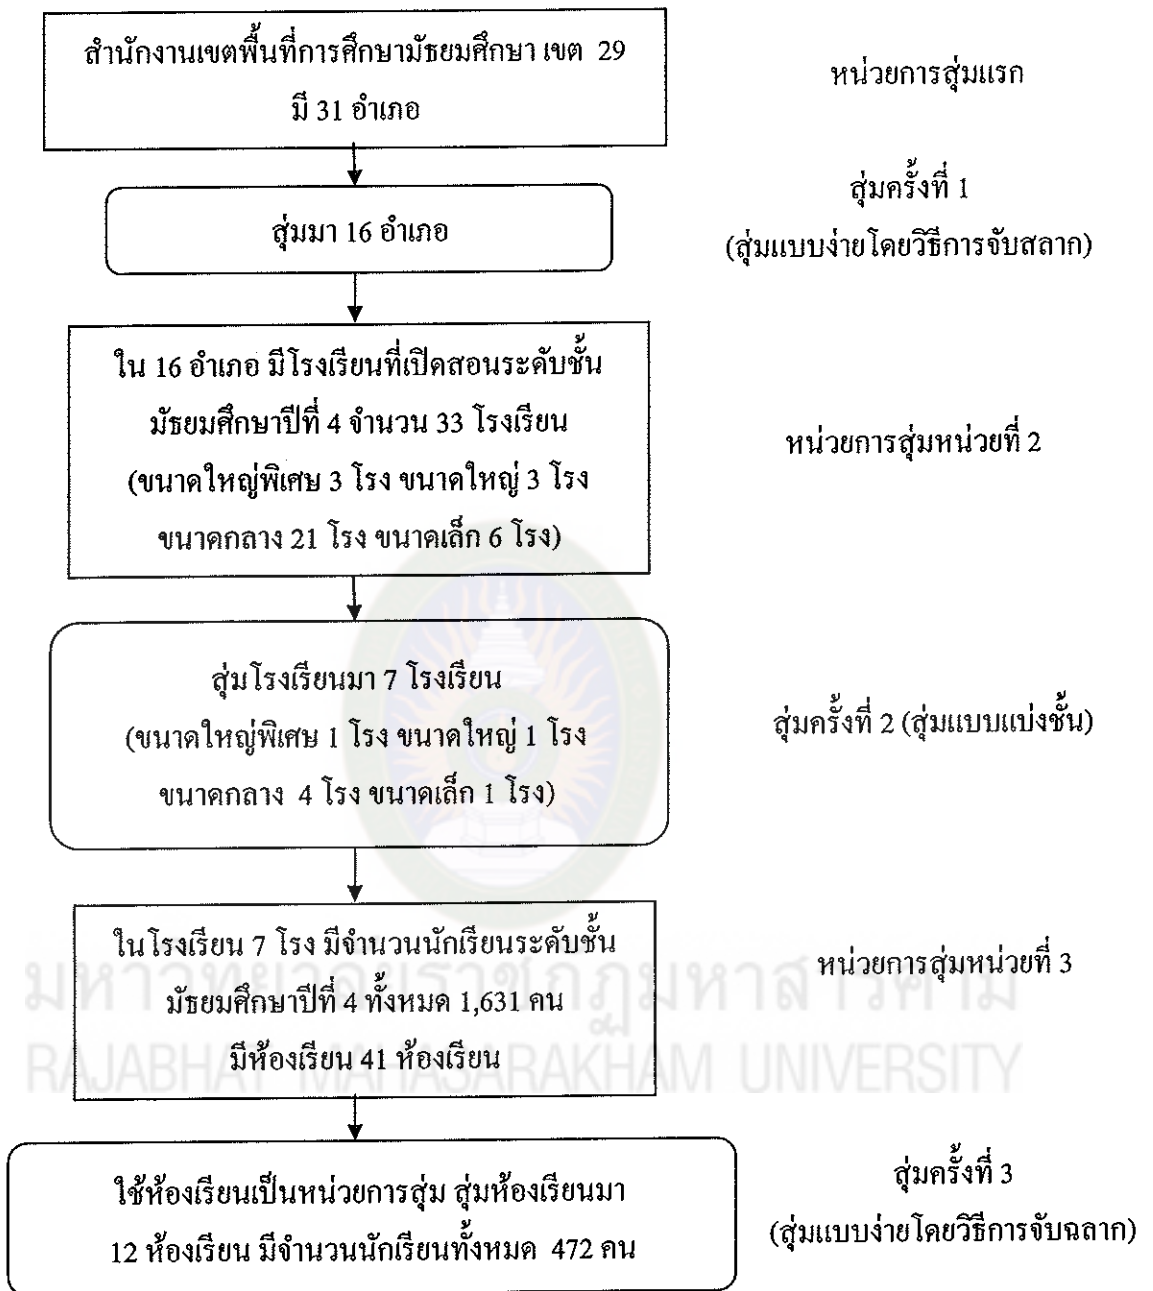 สำนักงานเขตพื้นที่การศึกษามัธยมศึกษา เขต 29
มี 31 อำเภอ
หน่วยการสุ่มแรก
สุ่มมา 16 อำเภอ
สุ่มครั้งที่ 1
(สุ่มแบบง่ายโดยวิธีการจับสลาก)
ใน 16 อำเภอ มีโรงเรียนที่เปิดสอนระดับชั้น
มัธยมศึกษาปีที่ 4 จำนวน 33 โรงเรียน
(ขนาดใหญ่พิเศษ 3 โรง ขนาดใหญ่ 3 โรง
ขนาดกลาง 21 โรง ขนาดเล็ก 6 โรง)
หน่วยการสุ่มหน่วยที่ 2
สุ่มโรงเรียนมา 7 โรงเรียน
(ขนาดใหญ่พิเศษ 1 โรง ขนาดใหญ่ 1 โรง
ขนาดกลาง 4 โรง ขนาดเล็ก 1 โรง)
สุ่มครั้งที่ 2 (สุ่มแบบแบ่งชั้น)
ในโรงเรียน 7 โรง มีจำนวนนักเรียนระดับชั้น
มัธยมศึกษาปีที่ 4 ทั้งหมด 1,631 คน
มีห้องเรียน 41 ห้องเรียน
หน่วยการสุ่มหน่วยที่ 3
มหาวิทยาลัยราชภัฏมหาสารคาม
RAJABHAT MAHASARAKHAM UNIVERSITY
ใช้ห้องเรียนเป็นหน่วยการสุ่ม สุ่มห้องเรียนมา
12 ห้องเรียน มีจำนวนนักเรียนทั้งหมด 472 คน
สุ่มครั้งที่ 3
(สุ่มแบบง่ายโดยวิธีการจับฉลาก)